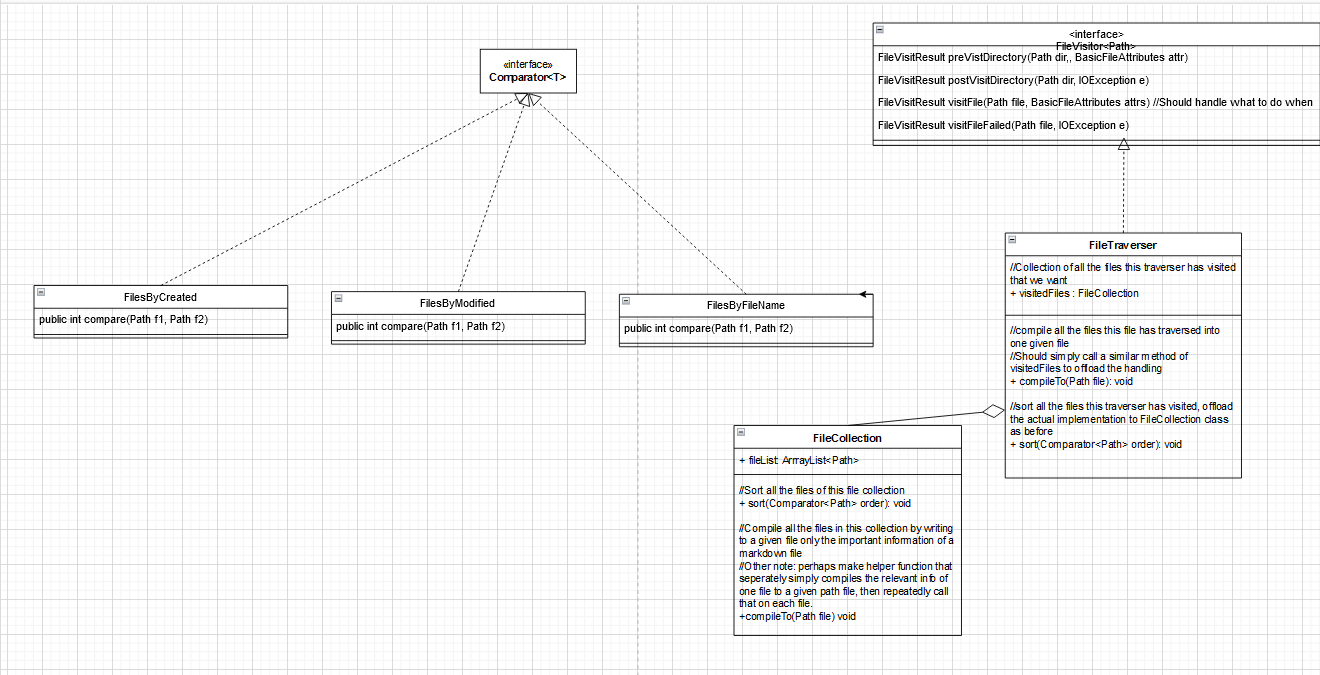 «interface»
Comparator<T>
<interface>
FileVisitor<Path>
FileVisitResult preVistDirectory(Path dir,, BasicFileAttributes attr)
FileVisitResult postVisitDirectory(Path dir, IOException e)
FileVisitResult visitFile(Path file, BasicFileAttributes attrs) //Should handle what to do when
FileVisitResult visitFileFailed(Path file, IOException e)
FilesByCreated
public int compare(Path f1, Path f2)
FilesByModified
public int compare(Path f1, Path f2)
FilesByFileName
public int compare(Path f1, Path f2)
FileTraverser
//Collection of all the files this traverser has visited
that we want
+ visitedFiles : FileCollection
//compile all the files this file has traversed into
one given file
//Should simply call a similar method of
visitedFiles to offload the handling
+ compileTo(Path file): void
//sort all the files this traverser has visited, offload
the actual implementation to FileCollection class
as before
+ sort(Comparator<Path> order): void
FileCollection
+ fileList: ArrayList<Path>
//Sort all the files of this file collection
+ sort(Comparator<Path> order): void
//Compile all the files in this collection by writing
to a given file only the important information of a
markdown file
//Other note: perhaps make helper function that
seperately simply compiles the relevant info of
one file to a given path file, then repeatedly call
that on each file.
+compileTo(Path file) void